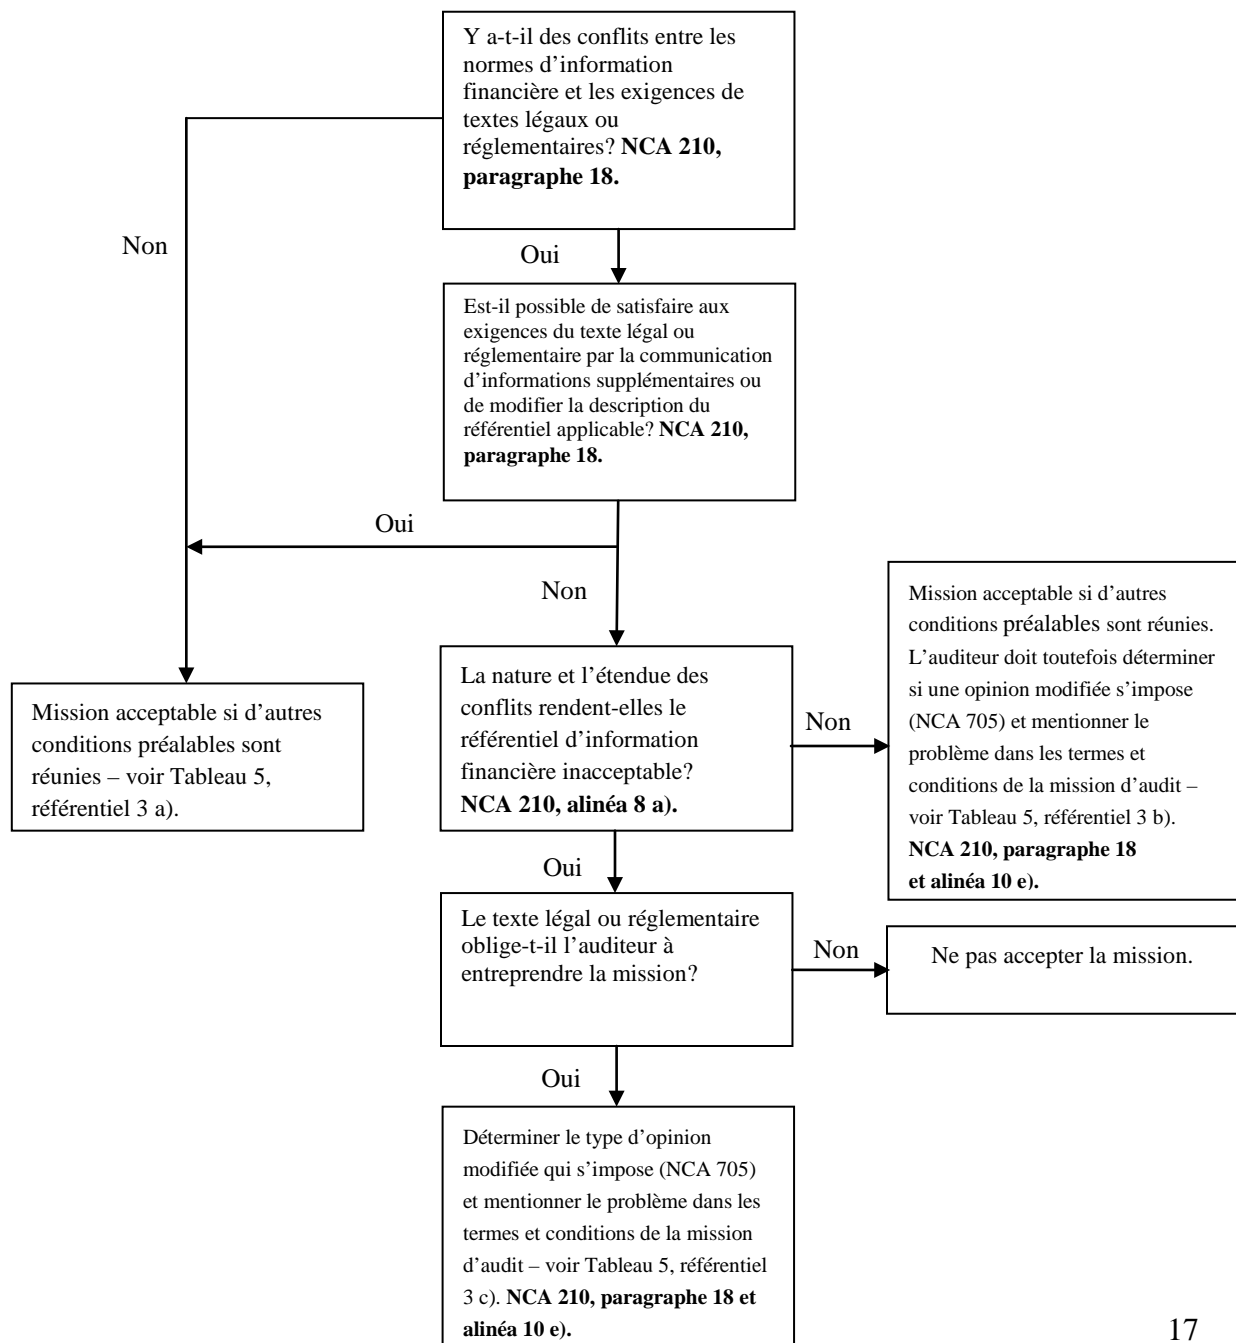 Y a-t-il des conflits entre les
normes d’information
financière et les exigences de
textes légaux ou
réglementaires? NCA 210,
paragraphe 18.
Non
Oui
Est-il possible de satisfaire aux
exigences du texte légal ou
réglementaire par la communication
d’informations supplémentaires ou
de modifier la description du
référentiel applicable? NCA 210,
paragraphe 18.
Oui
Non
Mission acceptable si d’autres
conditions préalables sont
réunies – voir Tableau 5,
référentiel 3 a).
La nature et l’étendue des
conflits rendent-elles le
référentiel d’information
financière inacceptable?
NCA 210, alinéa 8 a).
Non
Mission acceptable si d’autres
conditions préalables sont réunies.
L’auditeur doit toutefois déterminer
si une opinion modifiée s’impose
(NCA 705) et mentionner le
problème dans les termes et
conditions de la mission d’audit –
voir Tableau 5, référentiel 3 b).
NCA 210, paragraphe 18
et alinéa 10 e).
Oui
Le texte légal ou réglementaire
oblige-t-il l’auditeur à
entreprendre la mission?
Non
Ne pas accepter la mission.
Oui
Déterminer le type d’opinion
modifiée qui s’impose (NCA 705)
et mentionner le problème dans les
termes et conditions de la mission
d’audit – voir Tableau 5, référentiel
3 c). NCA 210, paragraphe 18 et
alinéa 10 e).
17